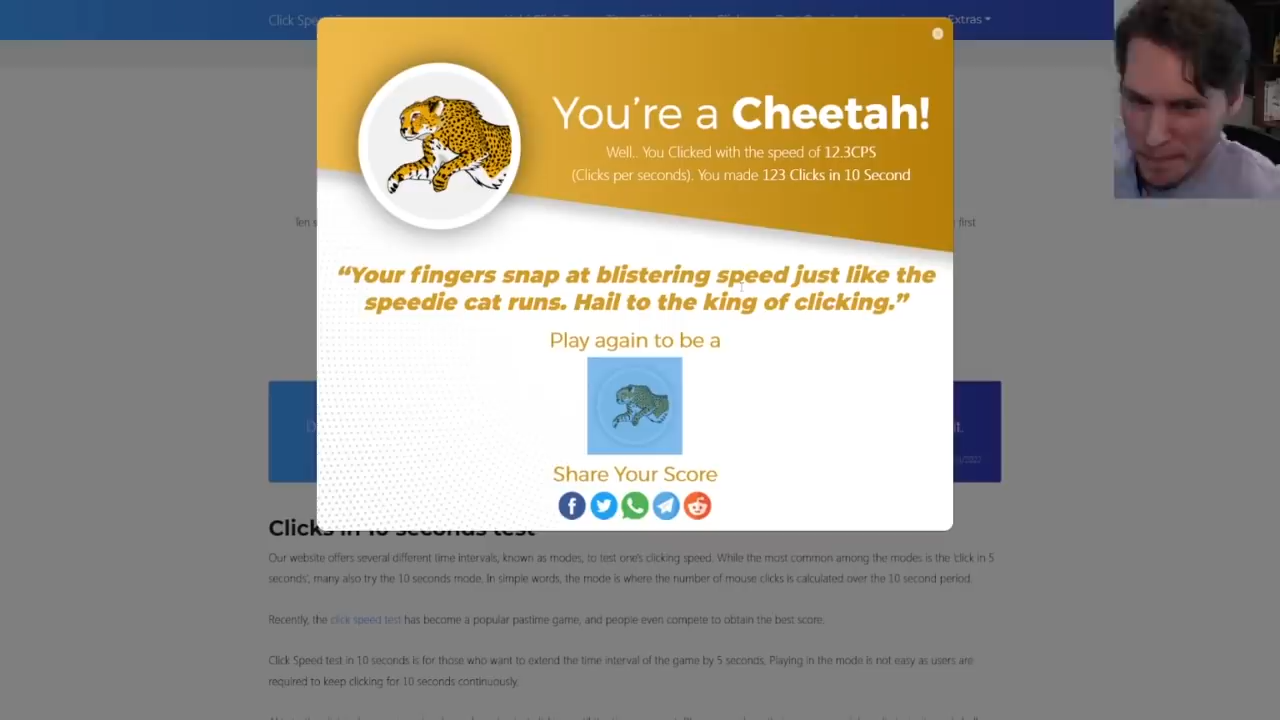 Click Spe
Extras
You're a Cheetah!
Well.. You Clicked with the speed of 12.3CPS
(Clicks per seconds). You made 123 Clicks in 10 Second
Ten s
first
“Your fingers snap at blistering speed just like the
speedie cat runs. Hail to the king of clicking.”
Play again to be a
Share Your Score
Clicks in 10 seconds test
Our website offers several different time intervals, known as modes, to test one's clicking speed. While the most common among the modes is the 'click in 5
seconds', many also try the 10 seconds mode. In simple words, the mode is where the number of mouse clicks is calculated over the 10 second period.
Recently, the click speed test has become a popular pastime game, and people even compete to obtain the best score.
Click Speed test in 10 seconds is for those who want to extend the time interval of the game by 5 seconds. Playing in the mode is not easy as users are
required to keep clicking for 10 seconds continuously.